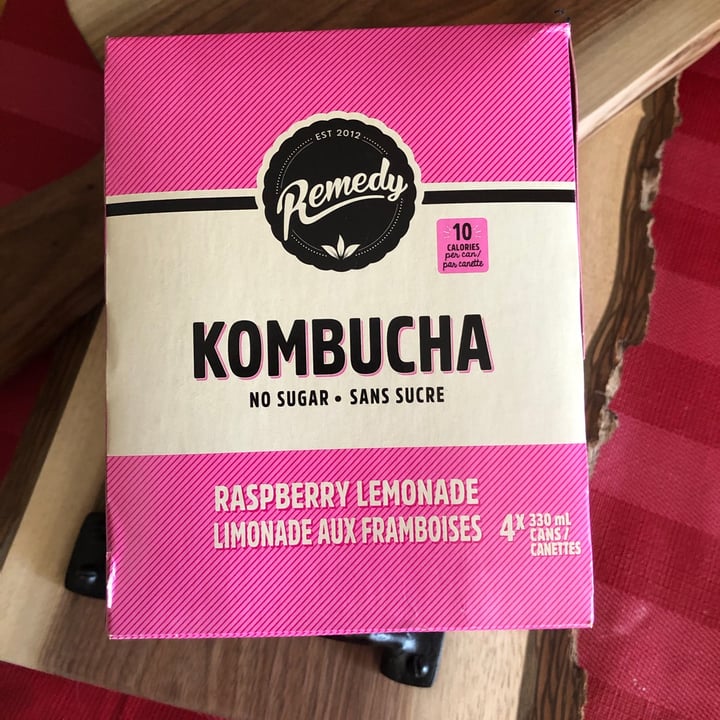 EST 2012
Remedy
10
CALORIES
per can/
par canette
KOMBUCHA
NO SUGAR • SANS SUCRE
RASPBERRY LEMONADE
LIMONADE AUX FRAMBOISES
4X 330 mL
CANS/
CANETTES